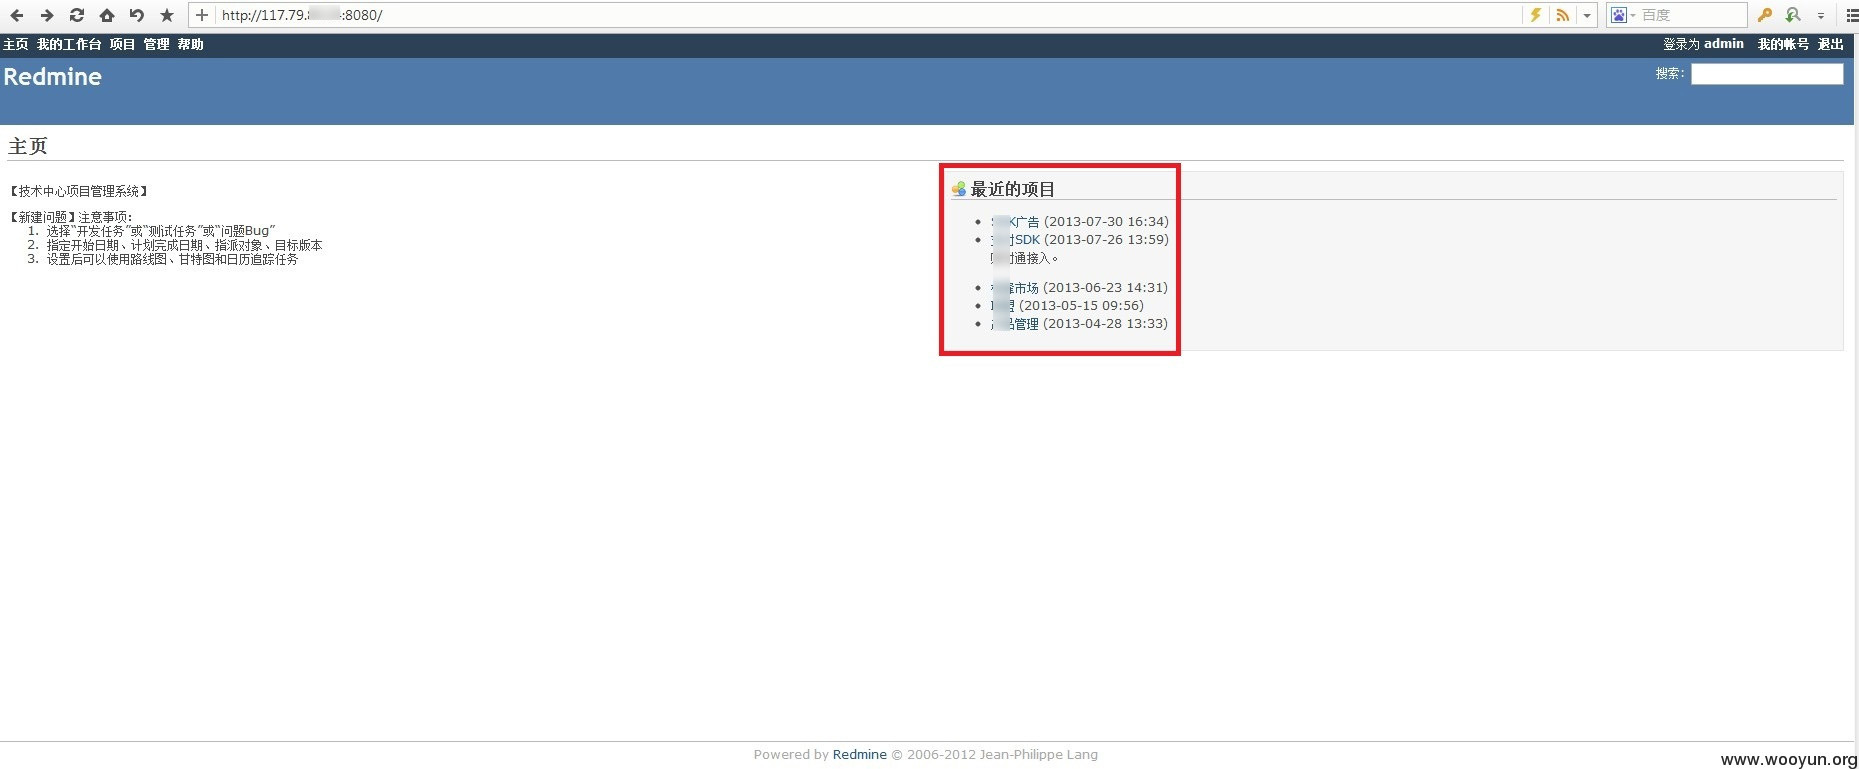 http://117.79. :8080/
百度
主页 我的工作台 项目 管理 帮助
登录为 admin 我的帐号 退出
Redmine
搜索:
主页
【技术中心项目管理系统】
【新建问题】注意事项:
1. 选择“开发任务”或“测试任务”或“问题Bug”
2. 指定开始日期、计划完成日期、指派对象、目标版本
3. 设置后可以使用路线图、甘特图和日历追踪任务
最近的项目
广告 (2013-07-30 16:34)
SDK (2013-07-26 13:59)
通接入。
市场 (2013-06-23 14:31)
(2013-05-15 09:56)
管理 (2013-04-28 13:33)
Powered by Redmine © 2006-2012 Jean-Philippe Lang
www.wooyun.org